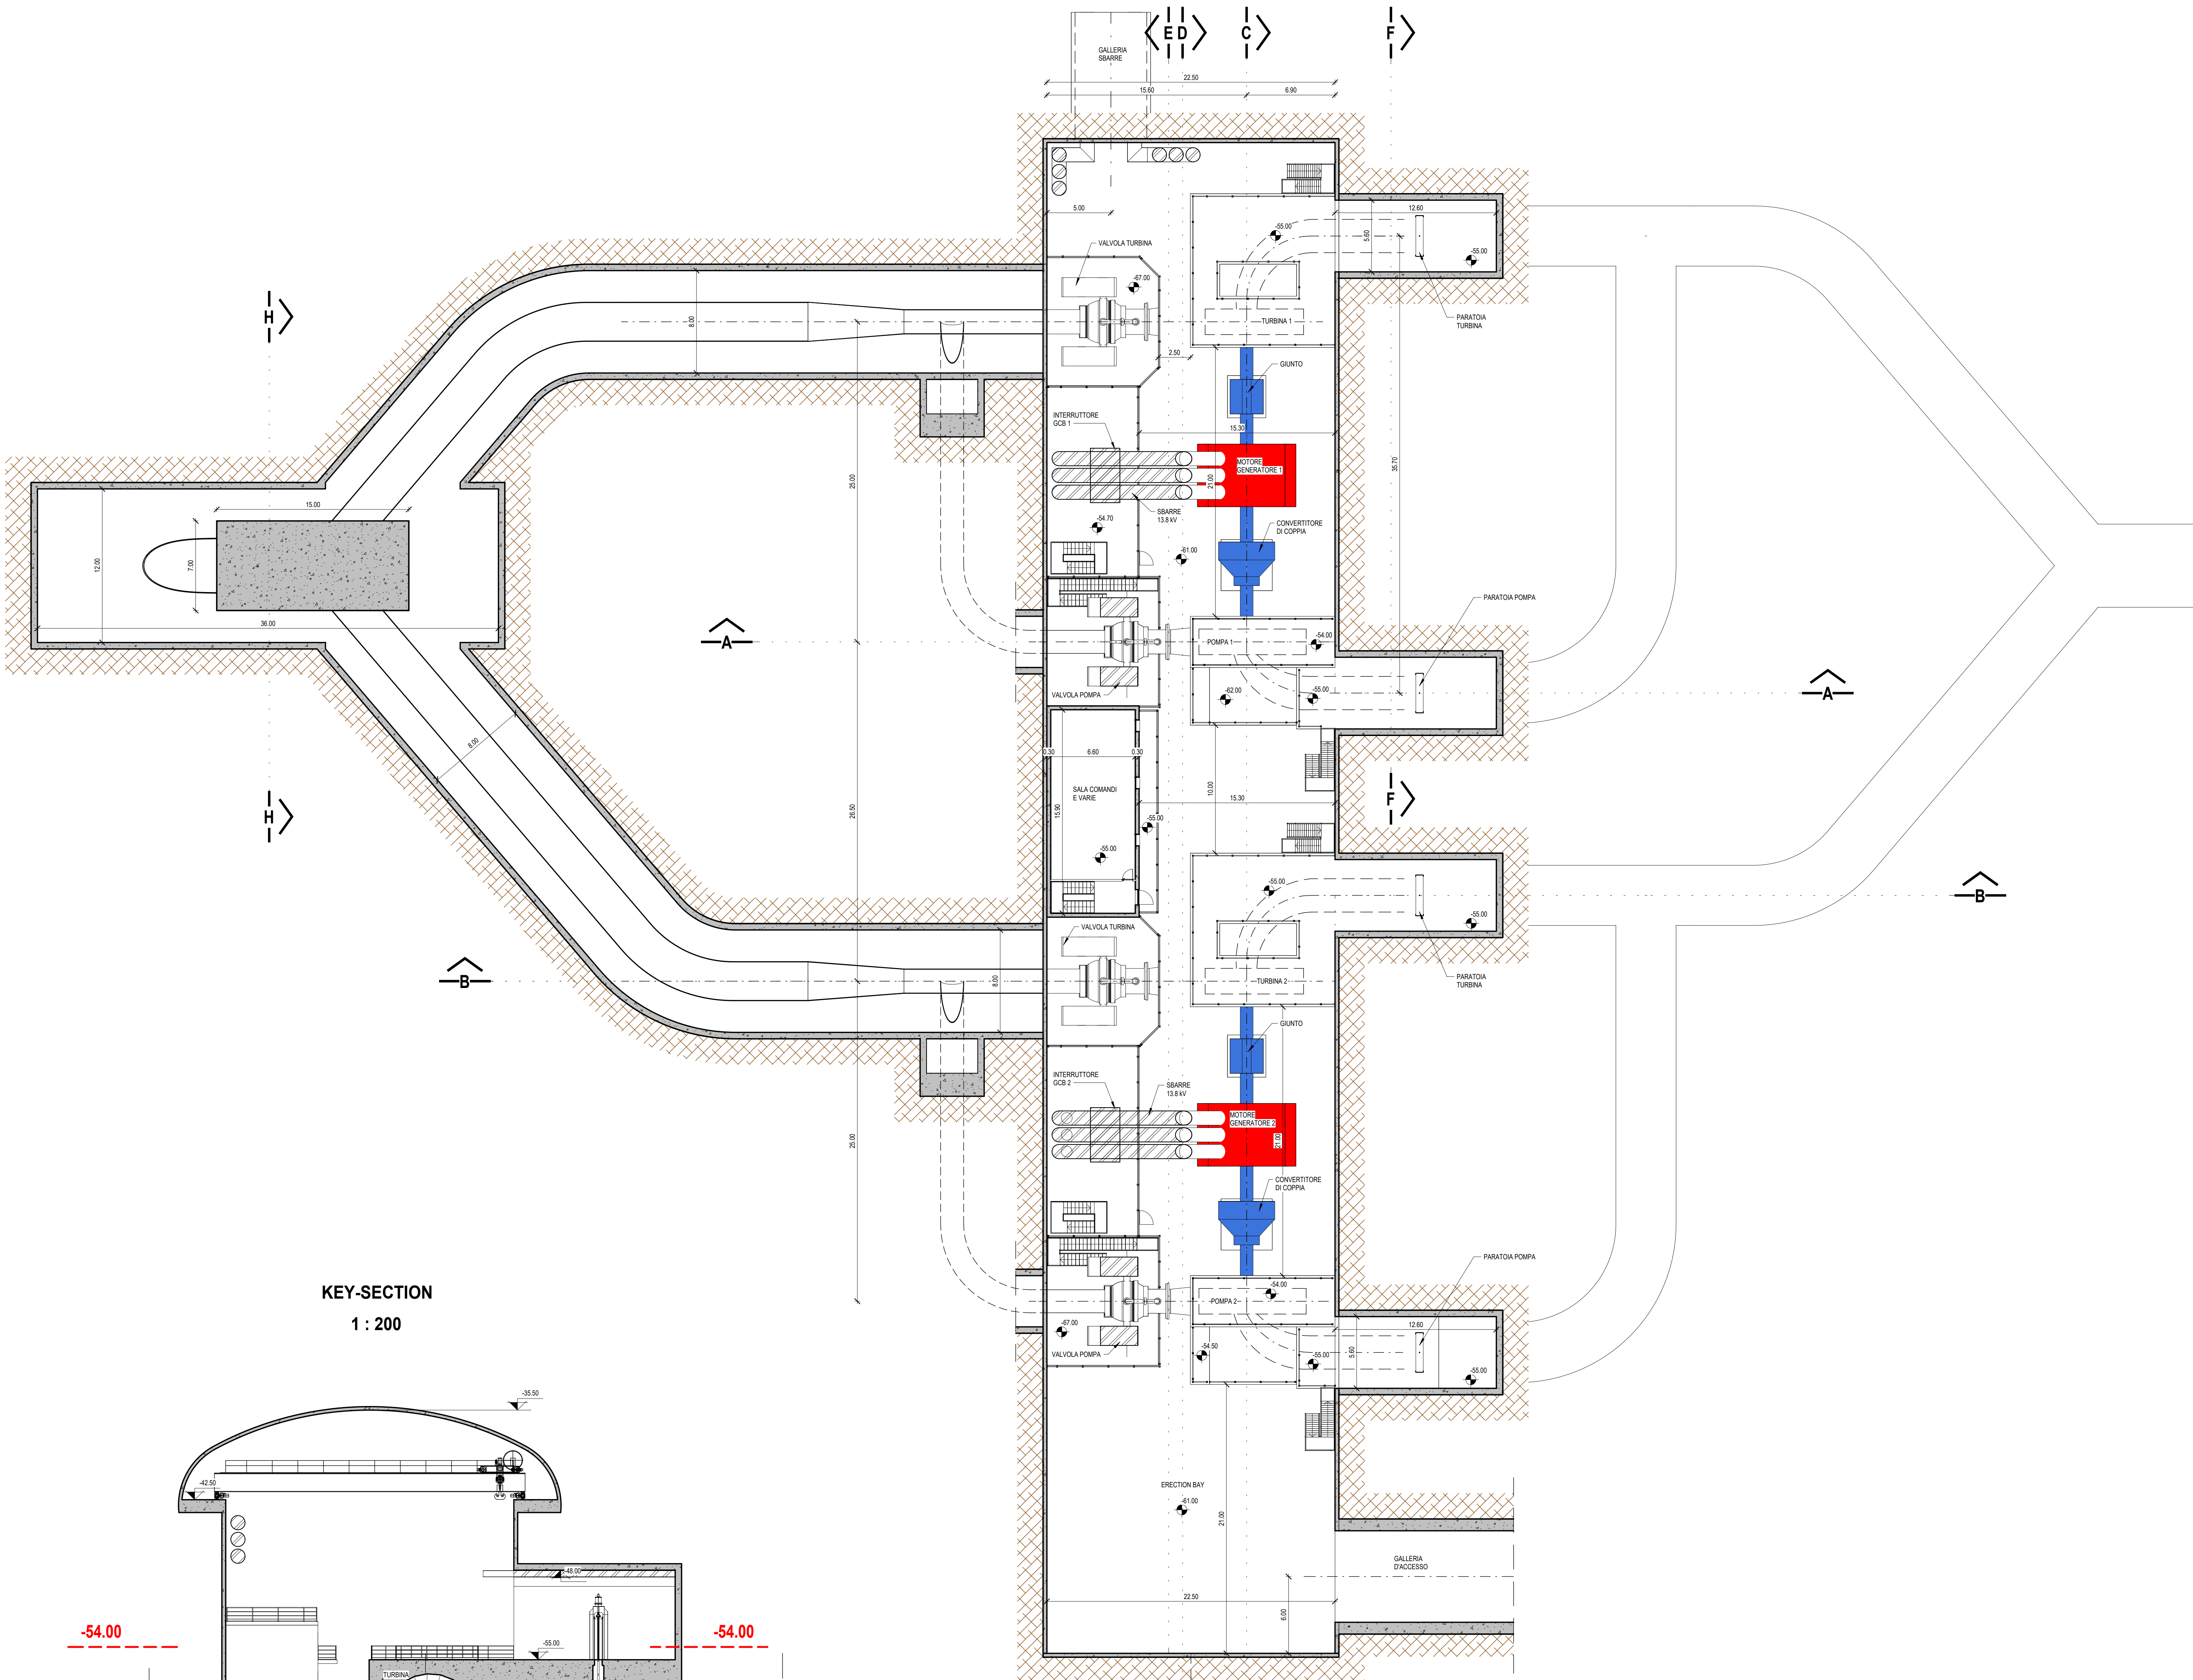 E D
C
F
GALLERIA
SBARRE
22.50
15.60
6.90
5.00
12.60
5.60
-55.00
-55.00
VALVOLA TURBINA
-67.00
H
8.00
TURBINA 1
PARATOIA
TURBINA
2.50
GIUNTO
INTERRUTTORE
GCB 1
15.30
25.00
35.70
MOTORE
GENERATORE 1
21.00
15.00
SBARRE
13.8 kV
-54.70
CONVERTITORE
DI COPPIA
-61.00
12.00
7.00
36.00
PARATOIA POMPA
A
POMPA 1
-54.00
VALVOLA POMPA
-62.00
-55.00
A
8.00
0.30
6.60
0.30
SALA COMANDI
E VARIE
10.00
15.30
F
H
26.50
15.90
-55.00
-55.00
-55.00
B
-55.00
VALVOLA TURBINA
B
8.00
TURBINA 2
PARATOIA
TURBINA
GIUNTO
INTERRUTTORE
GCB 2
SBARRE
13.8 kV
MOTORE
GENERATORE 2
21.00
25.00
CONVERTITORE
DI COPPIA
PARATOIA POMPA
KEY-SECTION
1 : 200
POMPA 2
-54.00
-67.00
12.60
5.60
VALVOLA POMPA
-54.50
-55.00
-55.00
-35.50
-42.50
ERECTION BAY
-61.00
21.00
GALLERIA
D'ACCESSO
-48.00
22.50
6.00
-54.00
-54.00
-55.00
TURBINA